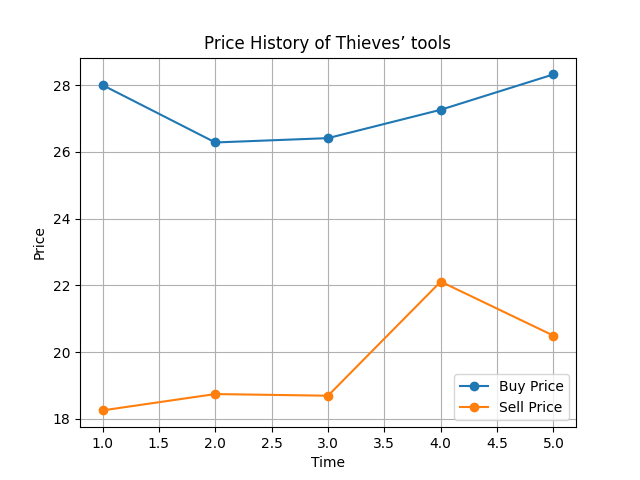 Price History of Thieves’ tools
Price
28
26
24
22
20
18
1.0 1.5 2.0 2.5 3.0 3.5 4.0 4.5 5.0
Time
Buy Price
Sell Price